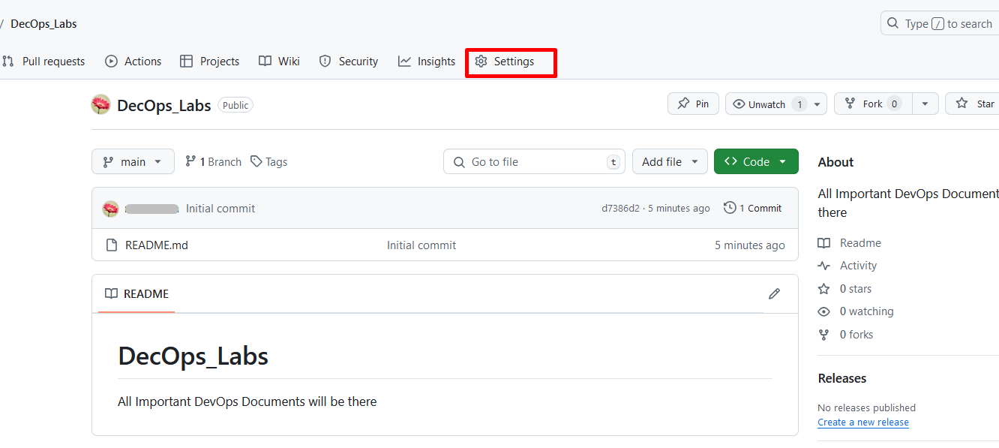 / DecOps_Labs
Type / to search
Pull requests Actions Projects Wiki Security Insights Settings
DecOps_Labs Public
Pin Unwatch 1 Fork 0 Star
main 1 Branch Tags Go to file t Add file Code
Initial commit d7386d2 · 5 minutes ago 1 Commit
README.md Initial commit 5 minutes ago
README
DecOps_Labs
All Important DevOps Documents will be there
About
All Important DevOps Document
there
Readme
Activity
0 stars
0 watching
0 forks
Releases
No releases published
Create a new release